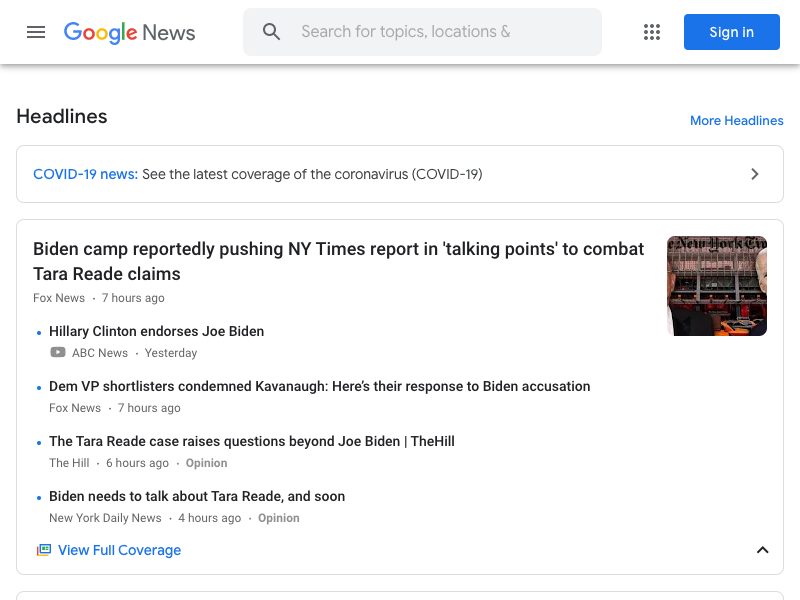 Google News
Search for topics, locations &
Sign in
Headlines
More Headlines
COVID-19 news: See the latest coverage of the coronavirus (COVID-19)
Biden camp reportedly pushing NY Times report in 'talking points' to combat
Tara Reade claims
Fox News · 7 hours ago
Hillary Clinton endorses Joe Biden
ABC News · Yesterday
Dem VP shortlisters condemned Kavanaugh: Here’s their response to Biden accusation
Fox News · 7 hours ago
The Tara Reade case raises questions beyond Joe Biden | TheHill
The Hill · 6 hours ago · Opinion
Biden needs to talk about Tara Reade, and soon
New York Daily News · 4 hours ago · Opinion
View Full Coverage